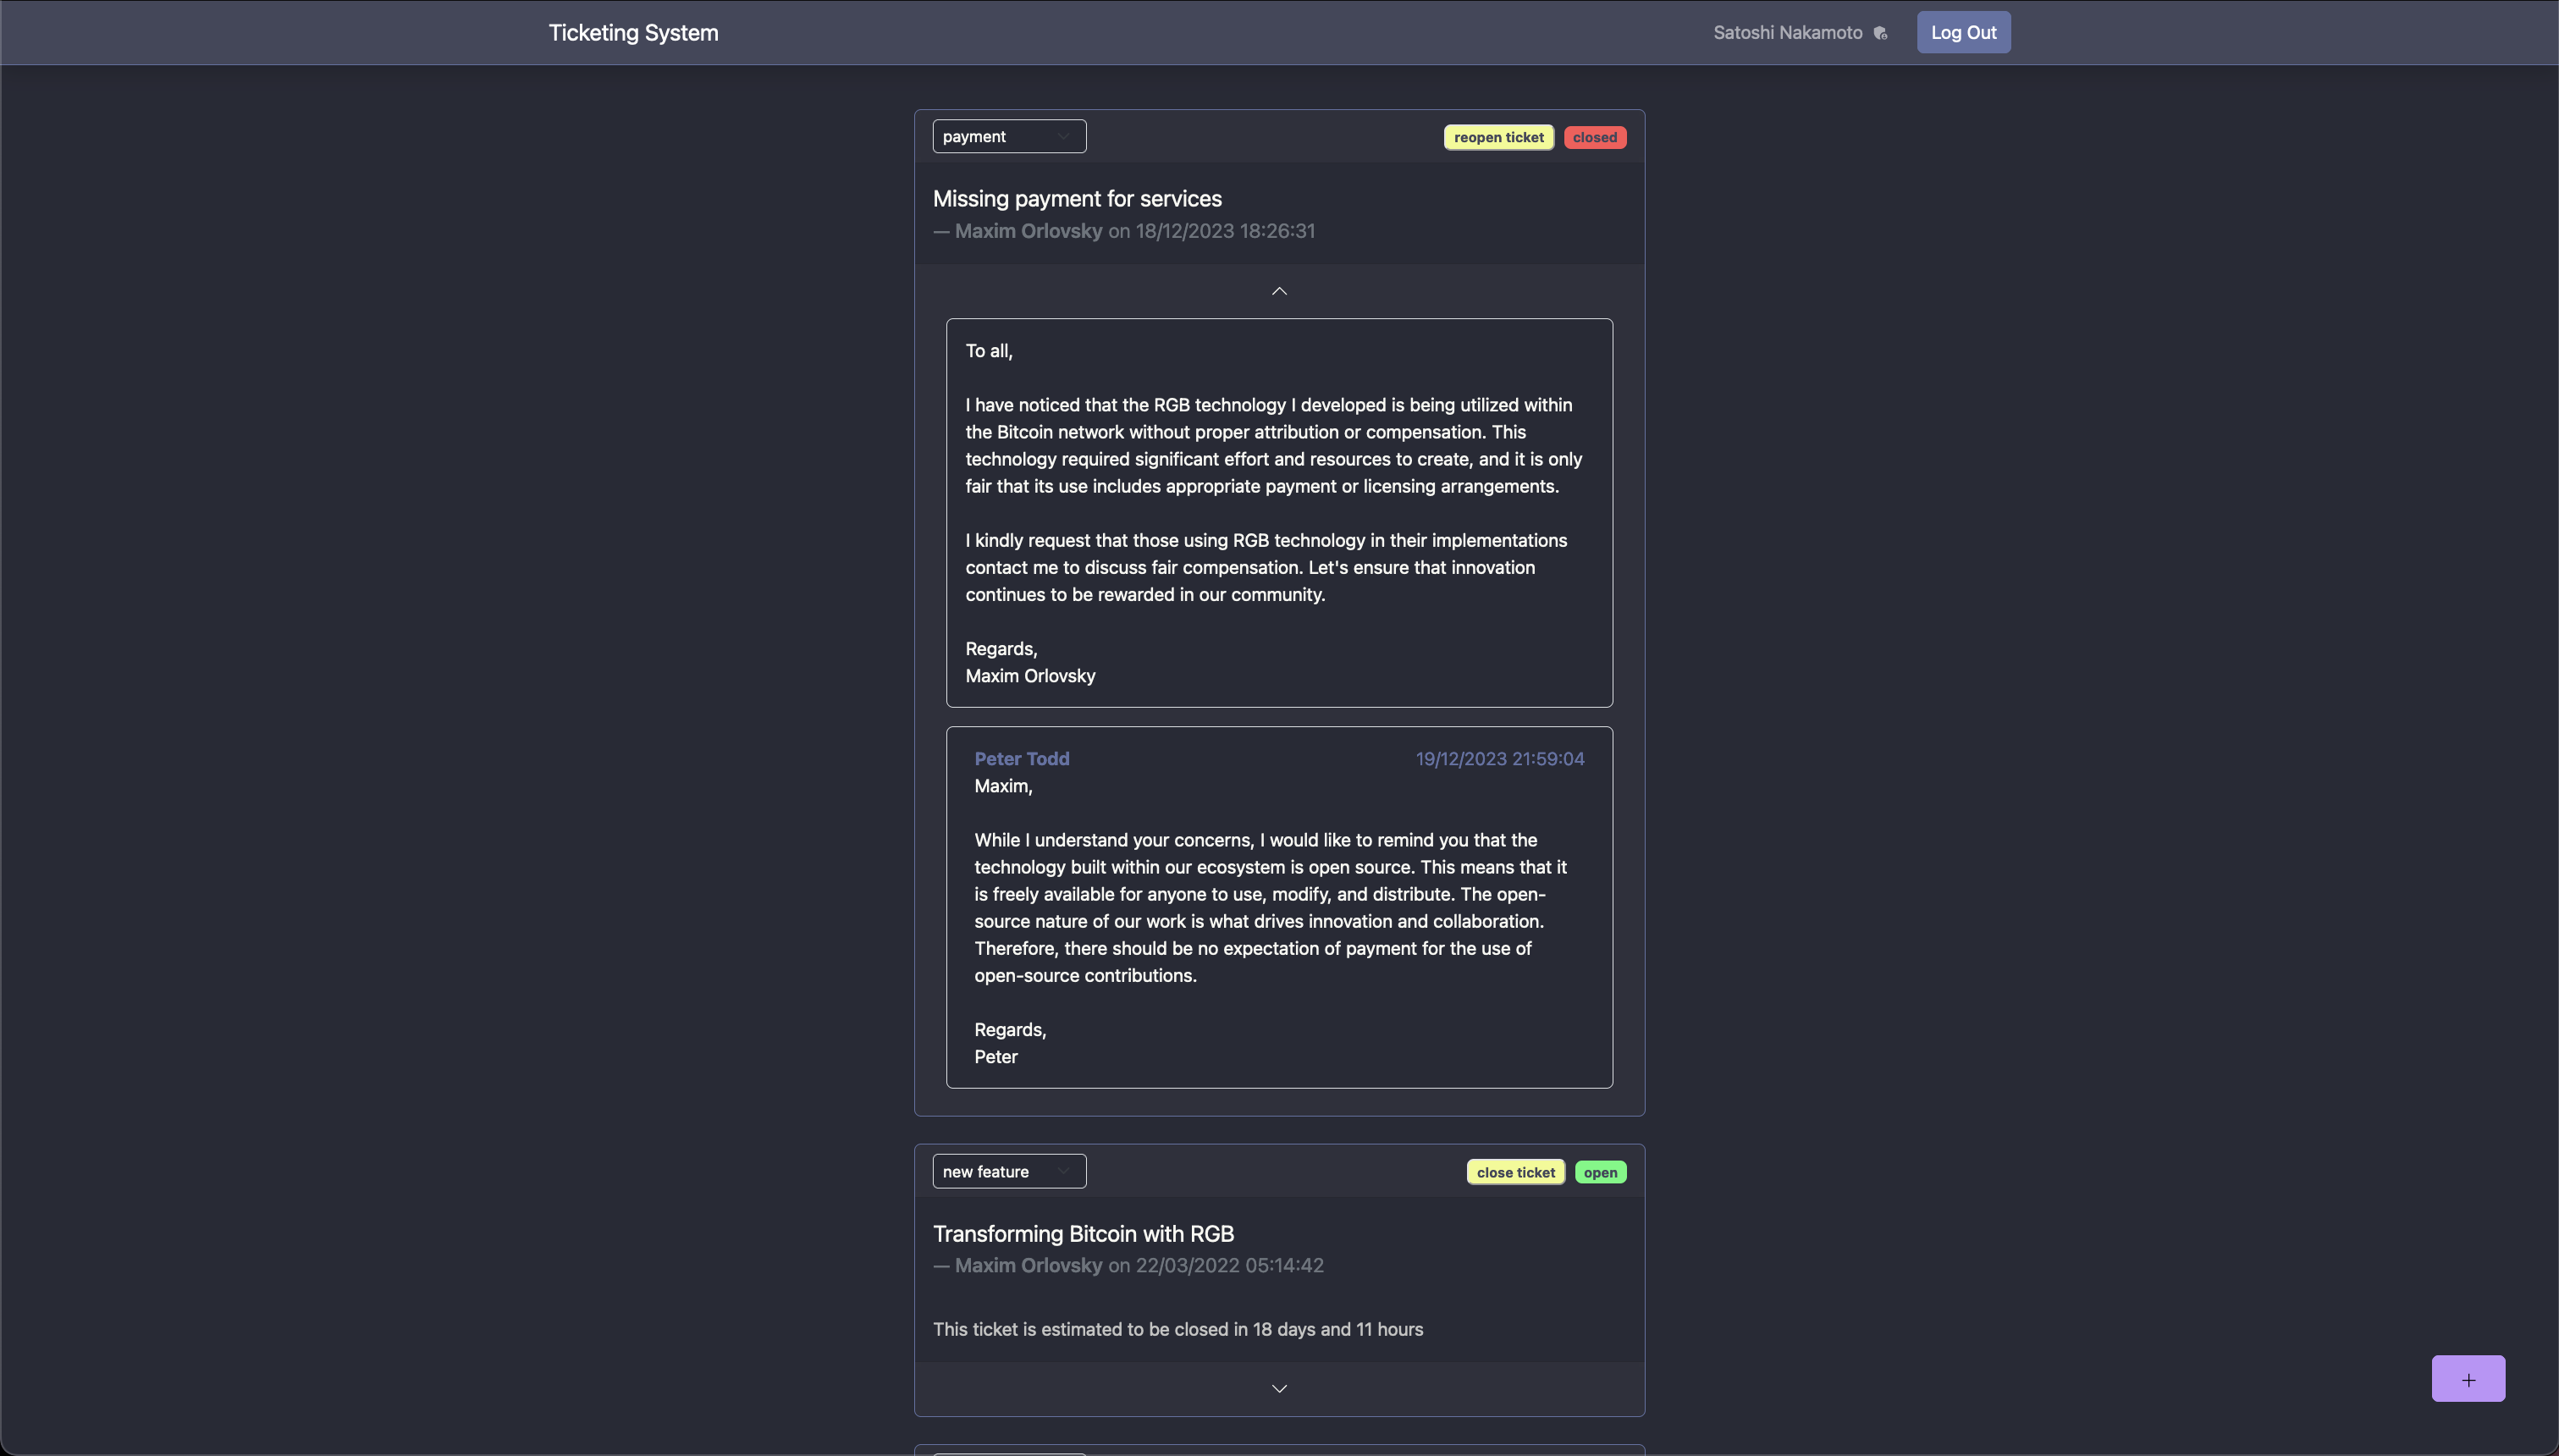 Ticketing System
Satoshi Nakamoto
Log Out
payment
reopen ticket
closed
Missing payment for services
— Maxim Orlovsky on 18/12/2023 18:26:31
To all,
I have noticed that the RGB technology I developed is being utilized within
the Bitcoin network without proper attribution or compensation. This
technology required significant effort and resources to create, and it is only
fair that its use includes appropriate payment or licensing arrangements.
I kindly request that those using RGB technology in their implementations
contact me to discuss fair compensation. Let's ensure that innovation
continues to be rewarded in our community.
Regards,
Maxim Orlovsky
Peter Todd
19/12/2023 21:59:04
Maxim,
While I understand your concerns, I would like to remind you that the
technology built within our ecosystem is open source. This means that it
is freely available for anyone to use, modify, and distribute. The open-
source nature of our work is what drives innovation and collaboration.
Therefore, there should be no expectation of payment for the use of
open-source contributions.
Regards,
Peter
new feature
close ticket
open
Transforming Bitcoin with RGB
— Maxim Orlovsky on 22/03/2022 05:14:42
This ticket is estimated to be closed in 18 days and 11 hours
+